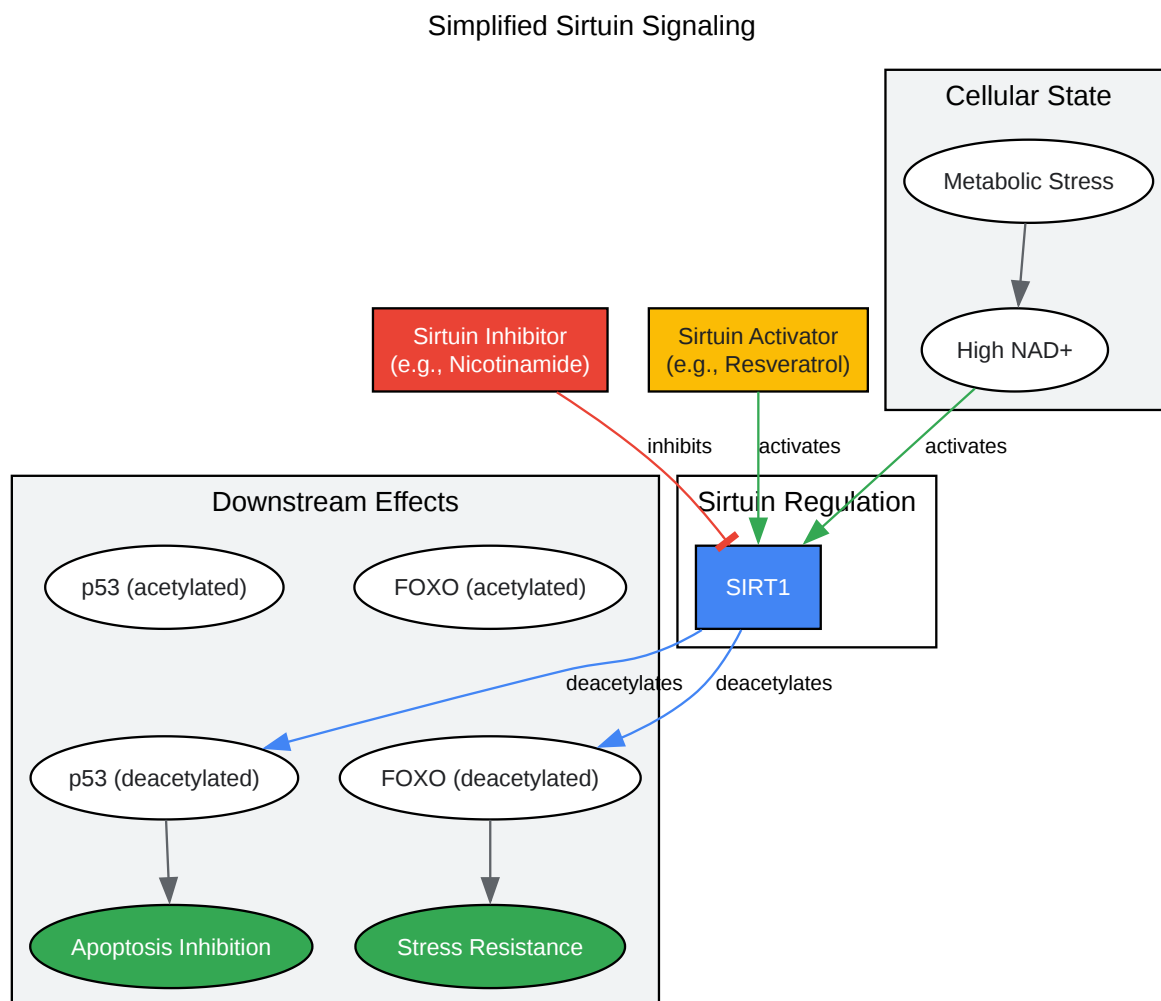 Simplified Sirtuin Signaling
Cellular State
Metabolic Stress
High NAD+
Sirtuin Inhibitor
(e.g., Nicotinamide)
Sirtuin Activator
(e.g., Resveratrol)
inhibits
activates
activates
Downstream Effects
Sirtuin Regulation
p53 (acetylated)
FOXO (acetylated)
SIRT1
deacetylates
deacetylates
p53 (deacetylated)
FOXO (deacetylated)
Apoptosis Inhibition
Stress Resistance